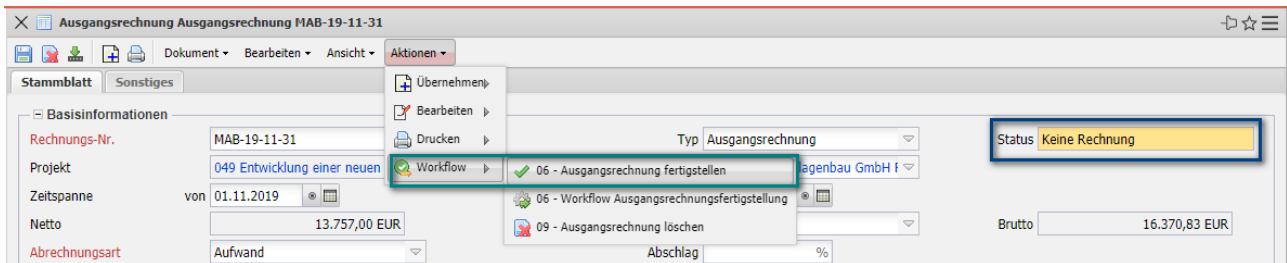 Ausgangsrechnung Ausgangsrechnung MAB-19-11-31
Dokument Bearbeiten Ansicht Aktionen
Stammblatt Sonstiges
Übernehmen
Basisinformationen
Bearbeiten
Rechnungs-Nr. MAB-19-11-31 Drucken Typ Ausgangsrechnung Status Keine Rechnung
Projekt 049 Entwicklung einer neuen Workflow 06 - Ausgangsrechnung fertigstellen lagenbau GmbH
Zeitspanne von 01.11.2019 06 - Workflow Ausgangsrechnungsfertigstellung
Netto 13.757,00 EUR 09 - Ausgangsrechnung löschen Brutto 16.370,83 EUR
Abrechnungsart Aufwand Abschlag %